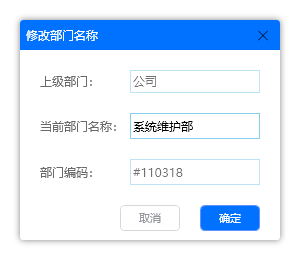 修改部门名称
上级部门： 公司
当前部门名称： 系统维护部
部门编码： #110318
取消 确定